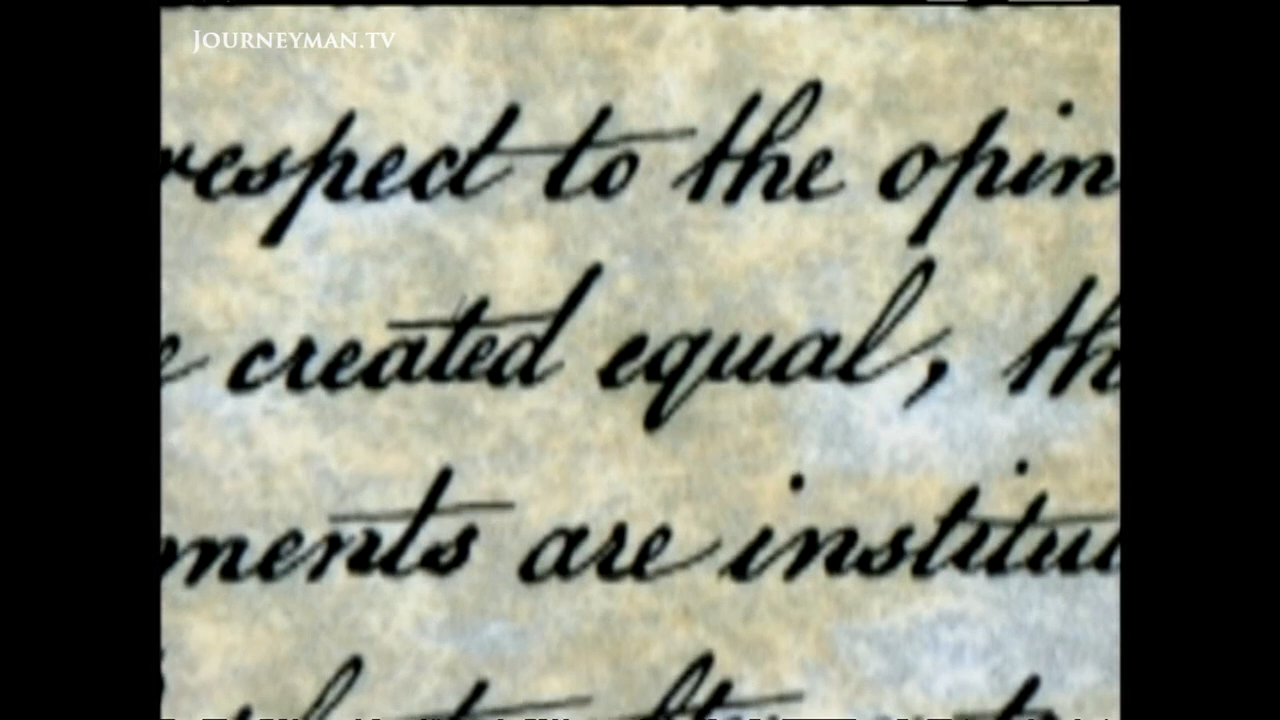 JOURNEYMAN.TV
respect to the opin
e created equal, th
ments are institu